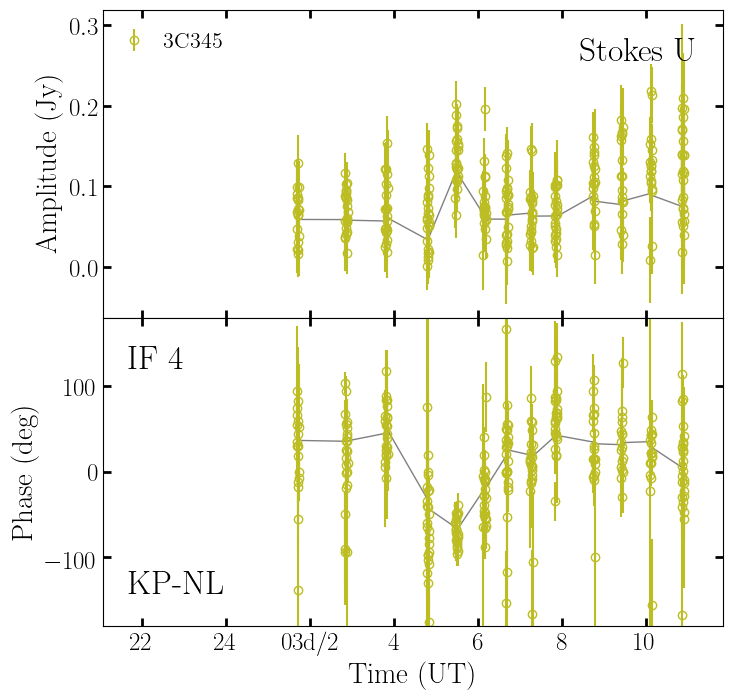 0.3
3C345
Stokes U
0.2
Amplitude (Jy)
0.1
0.0
IF 4
100
Phase (deg)
0
−100
KP-NL
22 24 03d/2 4 6 8 10
Time (UT)